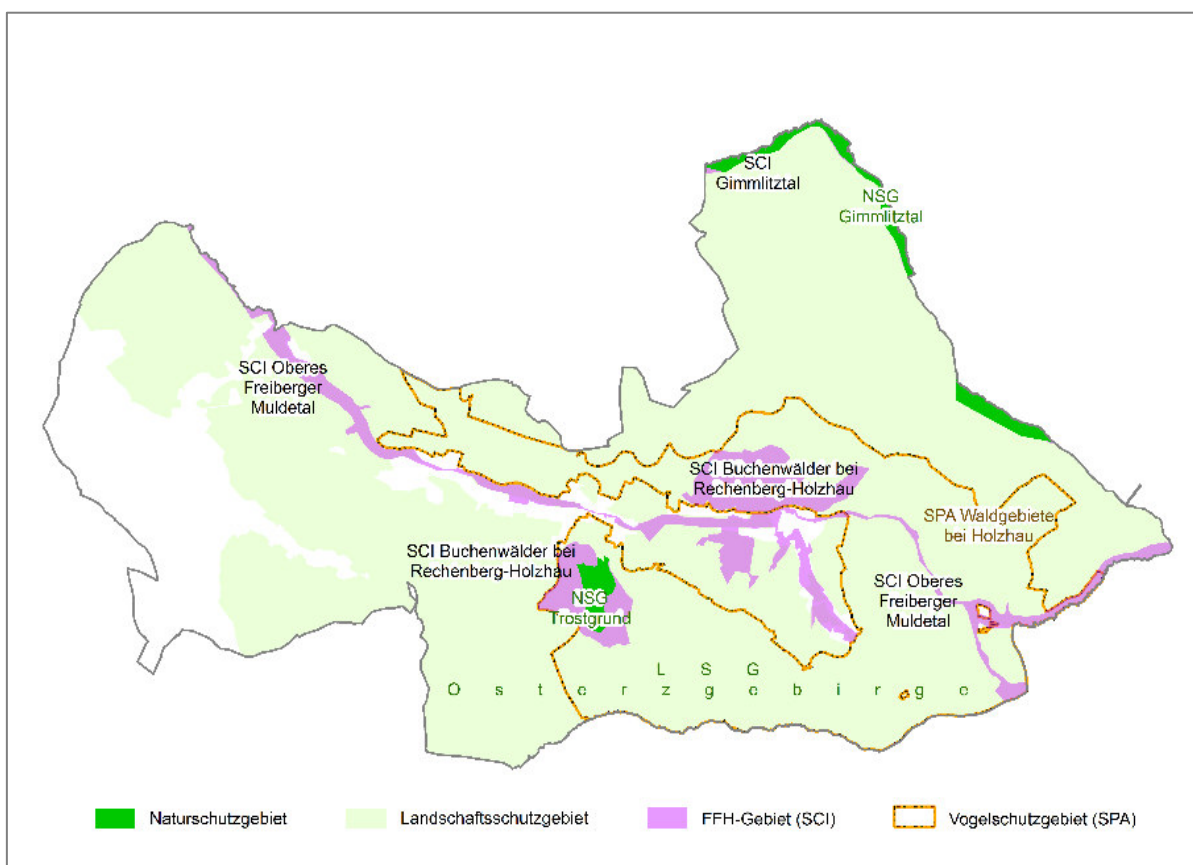 SCI
Gimmlitztal
NSG
Gimmlitztal
SCI Oberes
Freiberger
Muldetal
SCI Buchenwälder bei
Rechenberg-Holzhau
SPA Waldgebiete
bei Holzhau
SCI Buchenwälder bei
Rechenberg-Holzhau
SCI Oberes
Freiberger
Muldetal
NSG
Trostgrund
L S G
O s t e r z g e b i r g e
Naturschutzgebiet
Landschaftsschutzgebiet
FFH-Gebiet (SCI)
Vogelschutzgebiet (SPA)